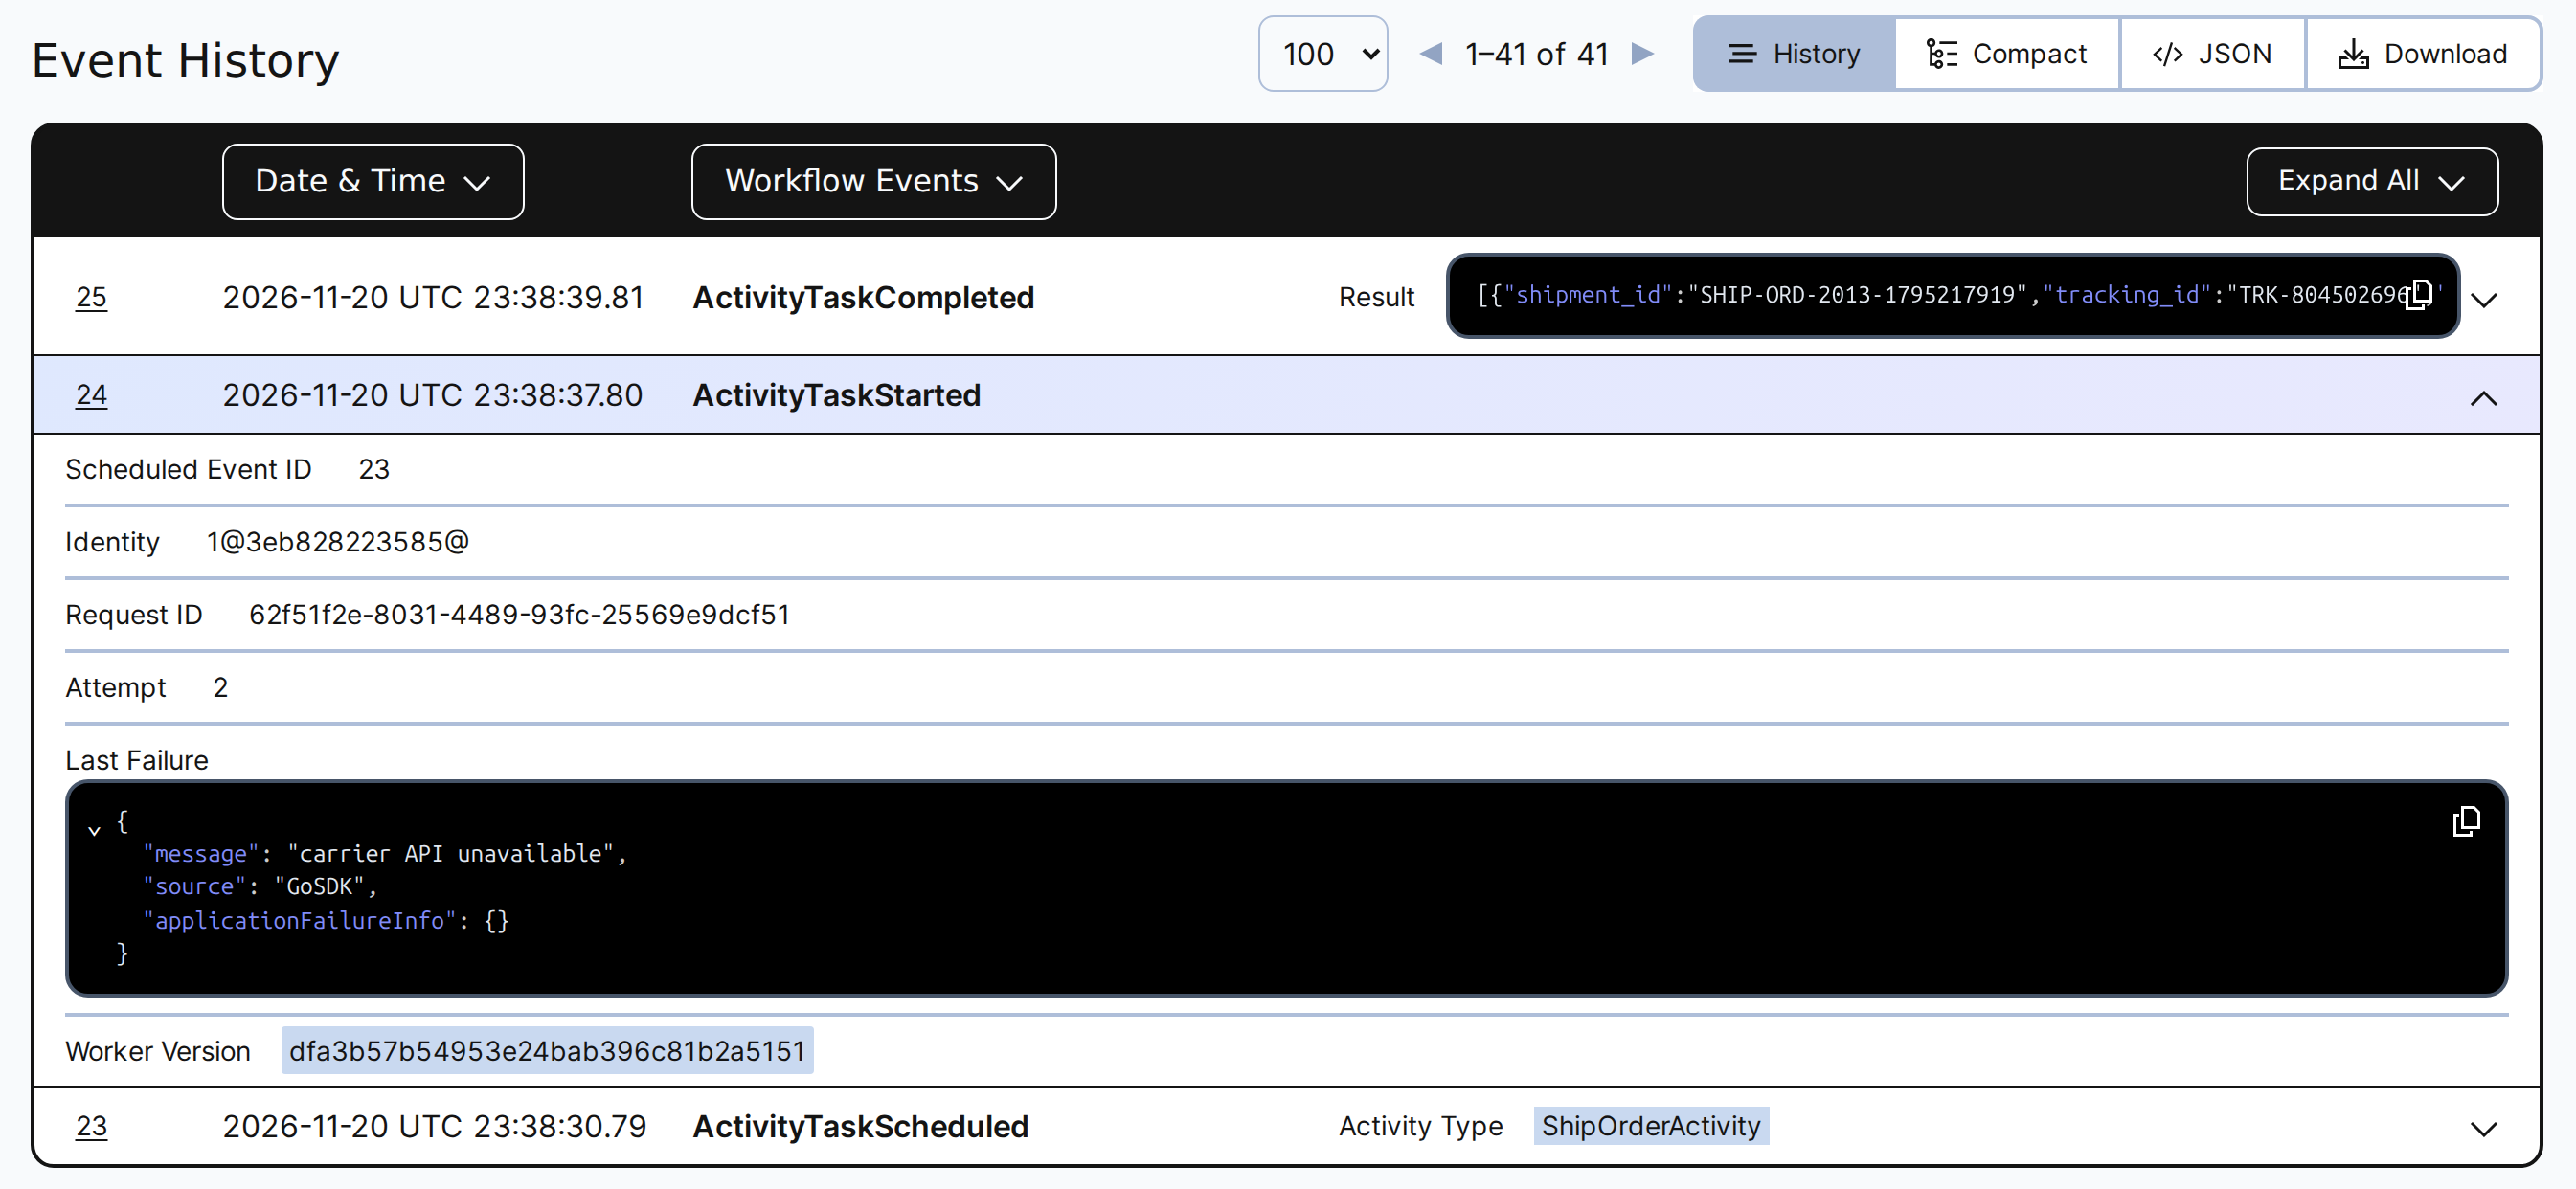 Event History
100
1–41 of 41
History
Compact
JSON
Download
Date & Time
Workflow Events
Expand All
25 2026-11-20 UTC 23:38:39.81 ActivityTaskCompleted Result [{"shipment_id":"SHIP-ORD-2013-1795217919","tracking_id":"TRK-804502696
24 2026-11-20 UTC 23:38:37.80 ActivityTaskStarted
Scheduled Event ID 23
Identity 1@3eb828223585@
Request ID 62f51f2e-8031-4489-93fc-25569e9dcf51
Attempt 2
Last Failure
{
"message": "carrier API unavailable",
"source": "GoSDK",
"applicationFailureInfo": {}
}
Worker Version dfa3b57b54953e24bab396c81b2a5151
23 2026-11-20 UTC 23:38:30.79 ActivityTaskScheduled Activity Type ShipOrderActivity